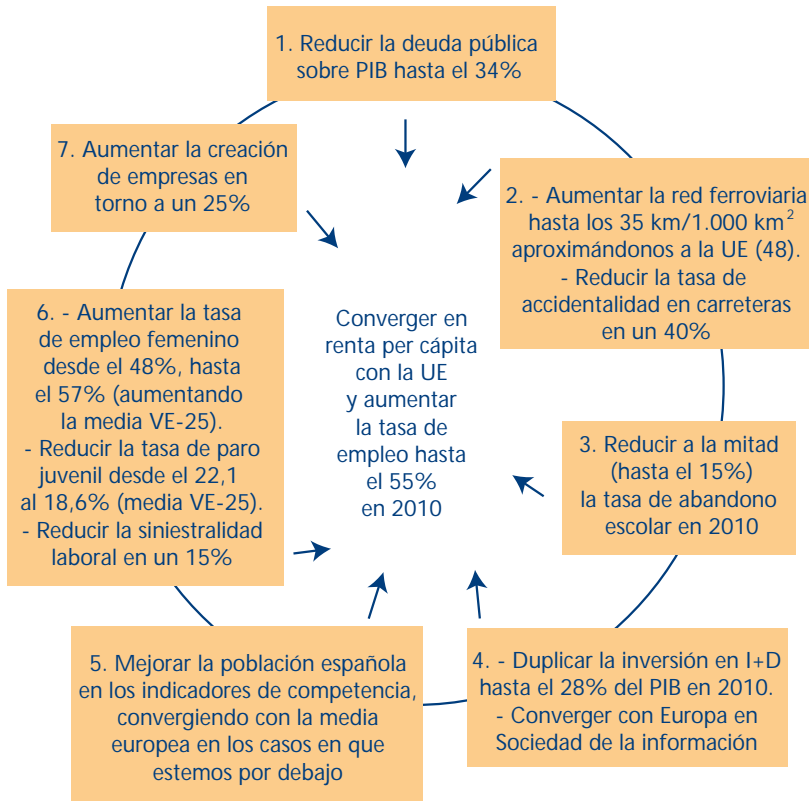 1. Reducir la deuda pública
sobre PIB hasta el 34%
2. - Aumentar la red ferroviaria
hasta los 35 km/1.000 km²
aproximándonos a la UE (48).
- Reducir la tasa de
accidentalidad en carreteras
en un 40%
3. Reducir a la mitad
(hasta el 15%)
la tasa de abandono
escolar en 2010
4. - Duplicar la inversión en I+D
hasta el 28% del PIB en 2010.
- Converger con Europa en
Sociedad de la información
5. Mejorar la población española
en los indicadores de competencia,
convergiendo con la media
europea en los casos en que
estemos por debajo
6. - Aumentar la tasa
de empleo femenino
desde el 48%, hasta
el 57% (aumentando
la media VE-25).
- Reducir la tasa de paro
juvenil desde el 22,1
al 18,6% (media VE-25).
- Reducir la siniestralidad
laboral en un 15%
7. Aumentar la creación
de empresas en
torno a un 25%
Converger en
renta per cápita
con la UE
y aumentar
la tasa de
empleo hasta
el 55%
en 2010